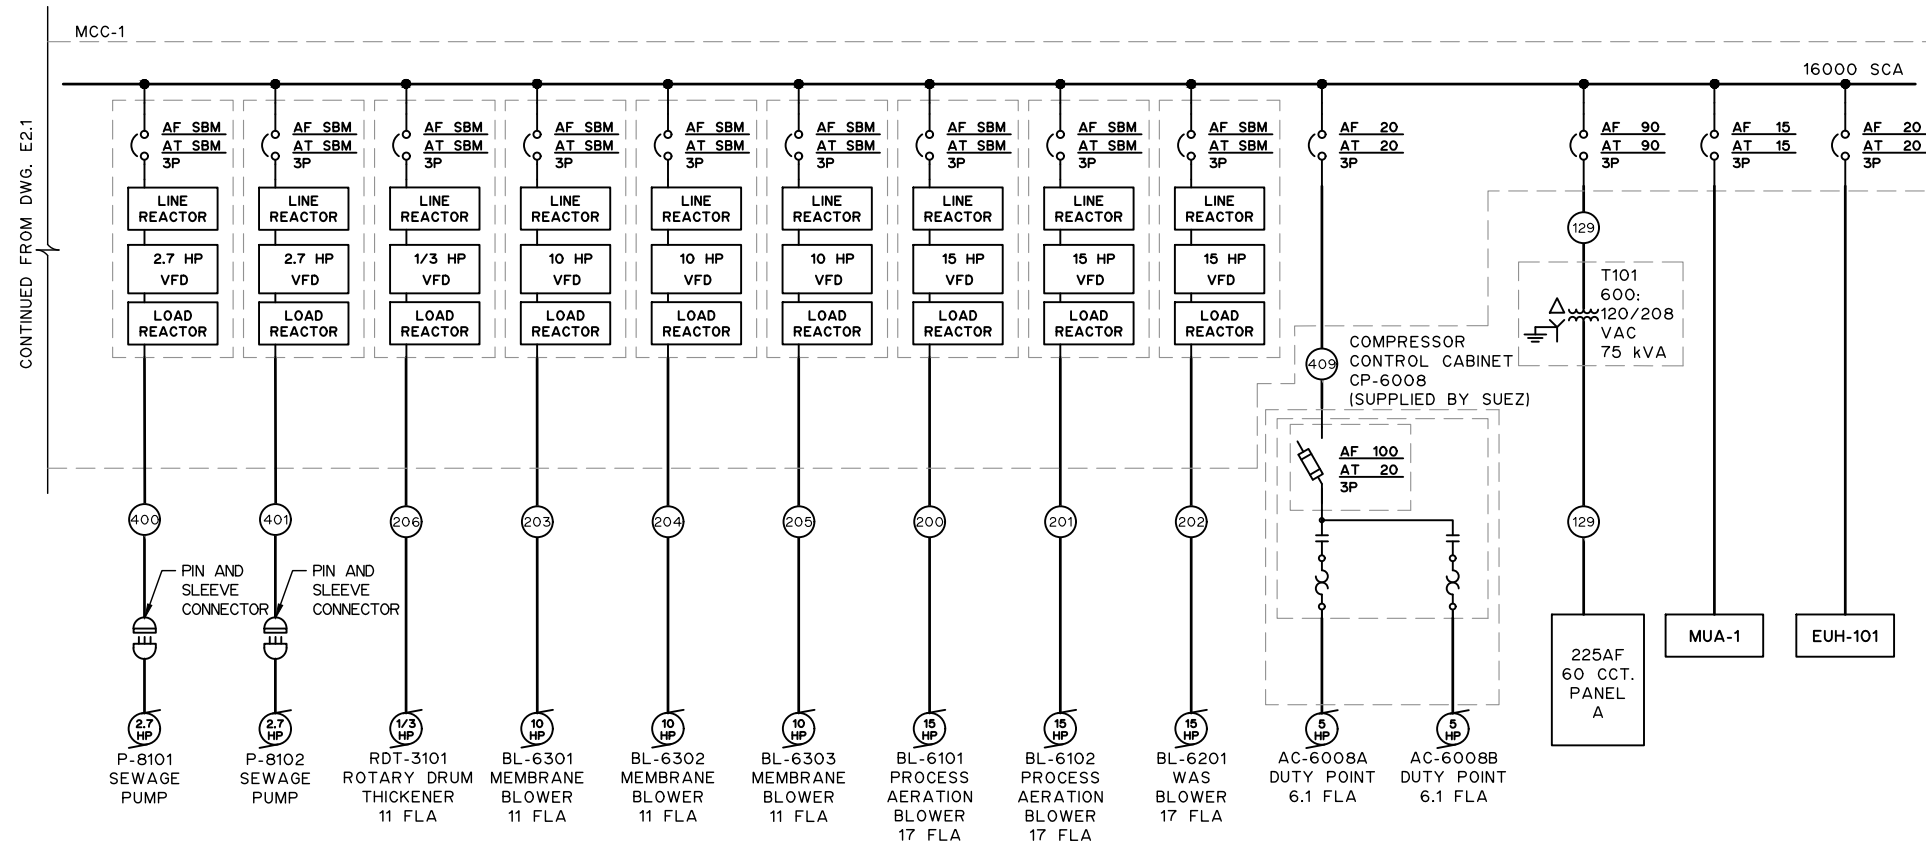 MCC-1
16000 SCA
CONTINUED FROM DWG. E2.1
AF SBM
AT SBM
3P
LINE
REACTOR
2.7 HP
VFD
LOAD
REACTOR
400
PIN AND
SLEEVE
CONNECTOR
2.7
HP
P-8101
SEWAGE
PUMP
AF SBM
AT SBM
3P
LINE
REACTOR
2.7 HP
VFD
LOAD
REACTOR
401
PIN AND
SLEEVE
CONNECTOR
2.7
HP
P-8102
SEWAGE
PUMP
AF SBM
AT SBM
3P
LINE
REACTOR
1/3 HP
VFD
LOAD
REACTOR
206
1/3
HP
RDT-3101
ROTARY DRUM
THICKENER
11 FLA
AF SBM
AT SBM
3P
LINE
REACTOR
10 HP
VFD
LOAD
REACTOR
203
10
HP
BL-6301
MEMBRANE
BLOWER
11 FLA
AF SBM
AT SBM
3P
LINE
REACTOR
10 HP
VFD
LOAD
REACTOR
204
10
HP
BL-6302
MEMBRANE
BLOWER
11 FLA
AF SBM
AT SBM
3P
LINE
REACTOR
10 HP
VFD
LOAD
REACTOR
205
10
HP
BL-6303
MEMBRANE
BLOWER
11 FLA
AF SBM
AT SBM
3P
LINE
REACTOR
15 HP
VFD
LOAD
REACTOR
200
15
HP
BL-6101
PROCESS
AERATION
BLOWER
17 FLA
AF SBM
AT SBM
3P
LINE
REACTOR
15 HP
VFD
LOAD
REACTOR
201
15
HP
BL-6102
PROCESS
AERATION
BLOWER
17 FLA
AF SBM
AT SBM
3P
LINE
REACTOR
15 HP
VFD
LOAD
REACTOR
202
15
HP
BL-6201
WAS
BLOWER
17 FLA
AF 20
AT 20
3P
409
COMPRESSOR
CONTROL CABINET
CP-6008
(SUPPLIED BY SUEZ)
AF 100
AT 20
3P
5
HP
AC-6008A
DUTY POINT
6.1 FLA
5
HP
AC-6008B
DUTY POINT
6.1 FLA
AF 90
AT 90
3P
129
T101
600:
120/208
VAC
75 kVA
129
225AF
60 CCT.
PANEL
A
AF 15
AT 15
3P
MUA-1
AF 20
AT 20
3P
EUH-101